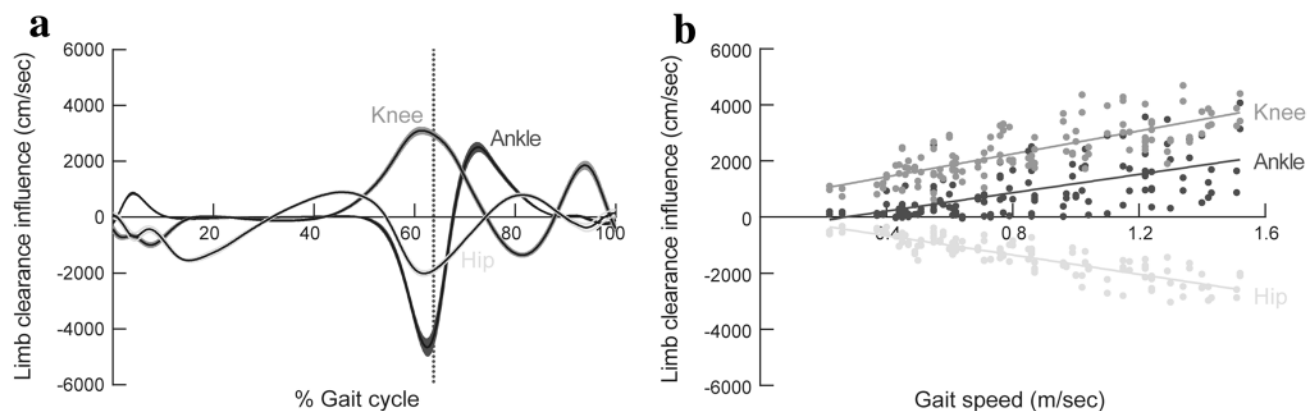 a
Limb clearance influence (cm/sec)
6000
4000
2000
0
-2000
-4000
-6000
20
40
60
80
100
Knee
Ankle
Hip
% Gait cycle
b
Limb clearance influence (cm/sec)
6000
4000
2000
0
-2000
-4000
-6000
0.4
0.8
1.2
1.6
Knee
Ankle
Hip
Gait speed (m/sec)